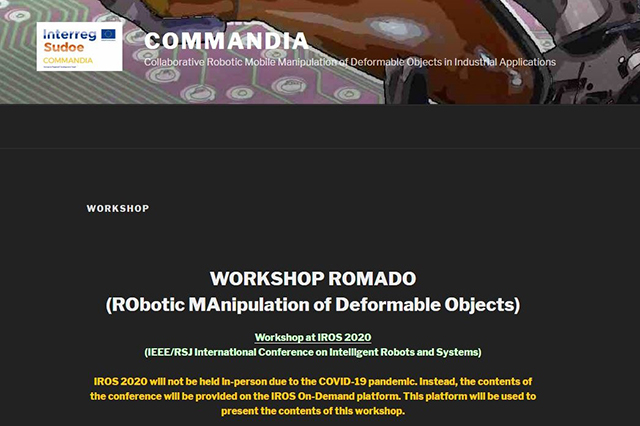 Interreg
Sudoe
COMMANDIA
COMMANDIA
Collaborative Robotic Mobile Manipulation of Deformable Objects in Industrial Applications
WORKSHOP
WORKSHOP ROMADO
(RObotic MAnipulation of Deformable Objects)
Workshop at IROS 2020
(IEEE/RSJ International Conference on Intelligent Robots and Systems)
IROS 2020 will not be held in-person due to the COVID-19 pandemic. Instead, the contents of
the conference will be provided on the IROS On-Demand platform. This platform will be used to
present the contents of this workshop.